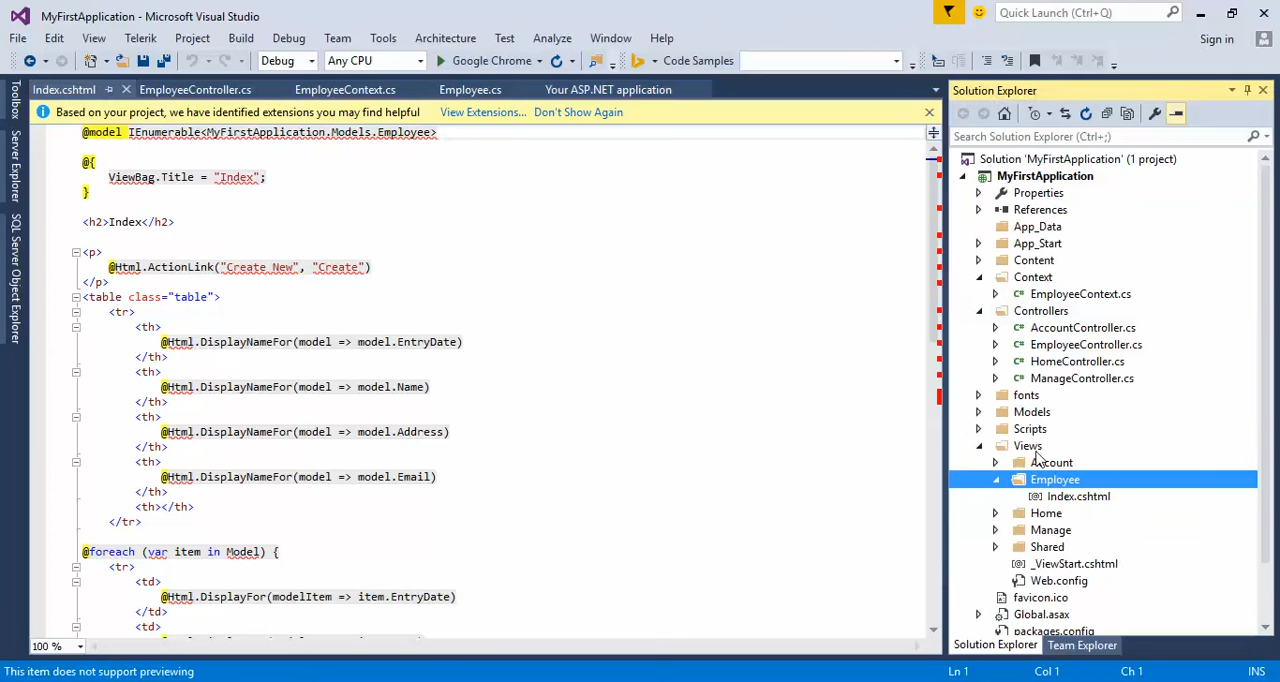 MyFirstApplication - Microsoft Visual Studio
Quick Launch (Ctrl+Q)
File Edit View Telerik Project Build Debug Team Tools Architecture Test Analyze Window Help
Sign in
Debug Any CPU Google Chrome Code Samples
Index.cshtml EmployeeController.cs EmployeeContext.cs Employee.cs Your ASP.NET application
Toolbox
Server Explorer
SQL Server Object Explorer
Based on your project, we have identified extensions you may find helpful View Extensions... Don't Show Again
@model IEnumerable<MyFirstApplication.Models.Employee>
@{
ViewBag.Title = "Index";
}
<h2>Index</h2>
<p>
@Html.ActionLink("Create New", "Create")
</p>
<table class="table">
<tr>
<th>
@Html.DisplayNameFor(model => model.EntryDate)
</th>
<th>
@Html.DisplayNameFor(model => model.Name)
</th>
<th>
@Html.DisplayNameFor(model => model.Address)
</th>
<th>
@Html.DisplayNameFor(model => model.Email)
</th>
<th></th>
</tr>
@foreach (var item in Model) {
<tr>
<td>
@Html.DisplayFor(modelItem => item.EntryDate)
</td>
<td>
100 %
Solution Explorer
Search Solution Explorer (Ctrl+;)
Solution 'MyFirstApplication' (1 project)
MyFirstApplication
Properties
References
App_Data
App_Start
Content
Context
EmployeeContext.cs
Controllers
AccountController.cs
EmployeeController.cs
HomeController.cs
ManageController.cs
fonts
Models
Scripts
Views
Account
Employee
Index.cshtml
Home
Manage
Shared
_ViewStart.cshtml
Web.config
favicon.ico
Global.asax
packages.config
Solution Explorer Team Explorer
This item does not support previewing Ln 1 Col 1 Ch 1 INS